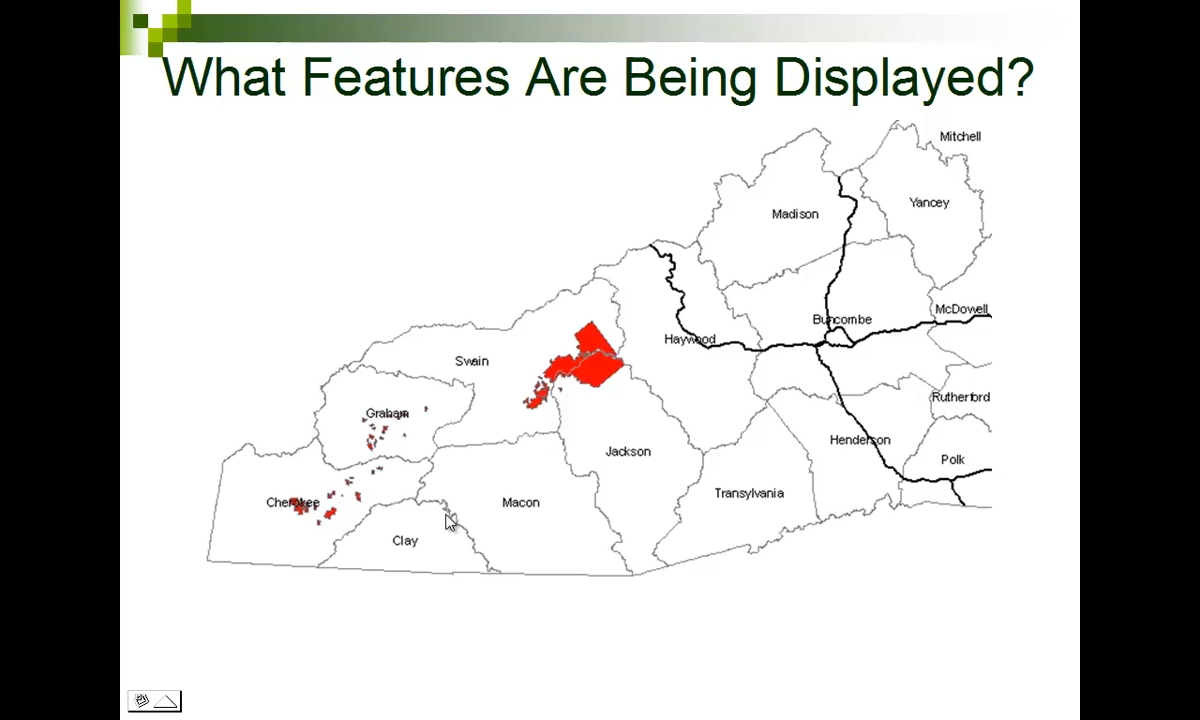 What Features Are Being Displayed?
Mitchell
Yancey
Madison
McDowell
Buncombe
Haywood
Swain
Rutherford
Graham
Henderson
Jackson
Polk
Transylvania
Cherokee
Macon
Clay